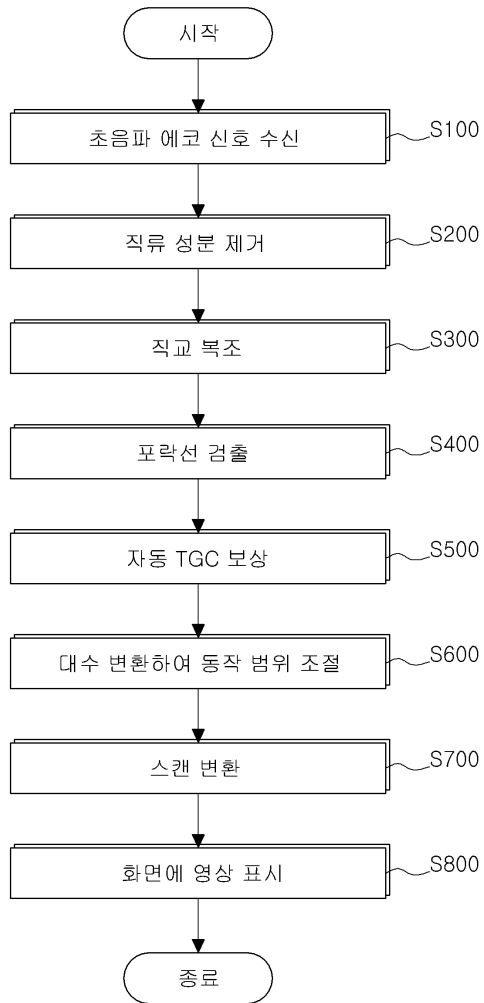 시작
초음파 에코 신호 수신
S100
직류 성분 제거
S200
직교 복조
S300
포락선 검출
S400
자동 TGC 보상
S500
대수 변환하여 동작 범위 조절
S600
스캔 변환
S700
화면에 영상 표시
S800
종료